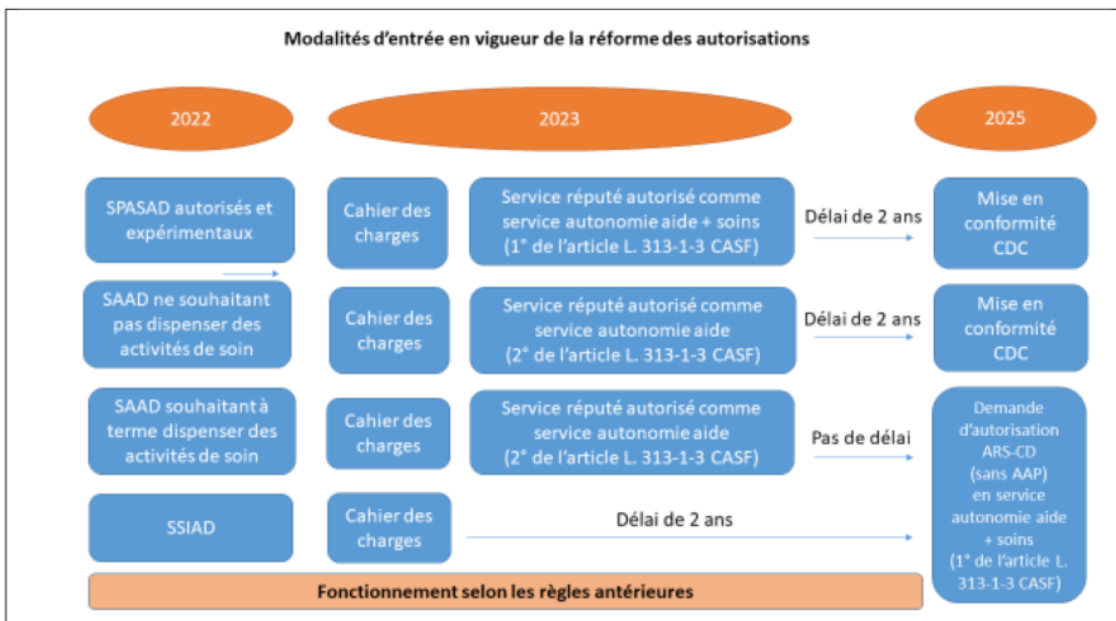 Modalités d'entrée en vigueur de la réforme des autorisations
2022
2023
2025
SPASAD autorisés et
expérimentaux
Cahier des
charges
Service réputé autorisé comme
service autonomie aide + soins
(1° de l'article L. 313-1-3 CASF)
Délai de 2 ans
Mise en
conformité
CDC
SAAD ne souhaitant
pas dispenser des
activités de soin
Cahier des
charges
Service réputé autorisé comme
service autonomie aide
(2° de l'article L. 313-1-3 CASF)
Délai de 2 ans
Mise en
conformité
CDC
SAAD souhaitant à
terme dispenser des
activités de soin
Cahier des
charges
Service réputé autorisé comme
service autonomie aide
(2° de l'article L. 313-1-3 CASF)
Pas de délai
Demande
d'autorisation
ARS-CD
(sans AAP)
en service
autonomie aide
+ soins
(1° de l'article L.
313-1-3 CASF)
SSIAD
Cahier des
charges
Délai de 2 ans
Fonctionnement selon les règles antérieures